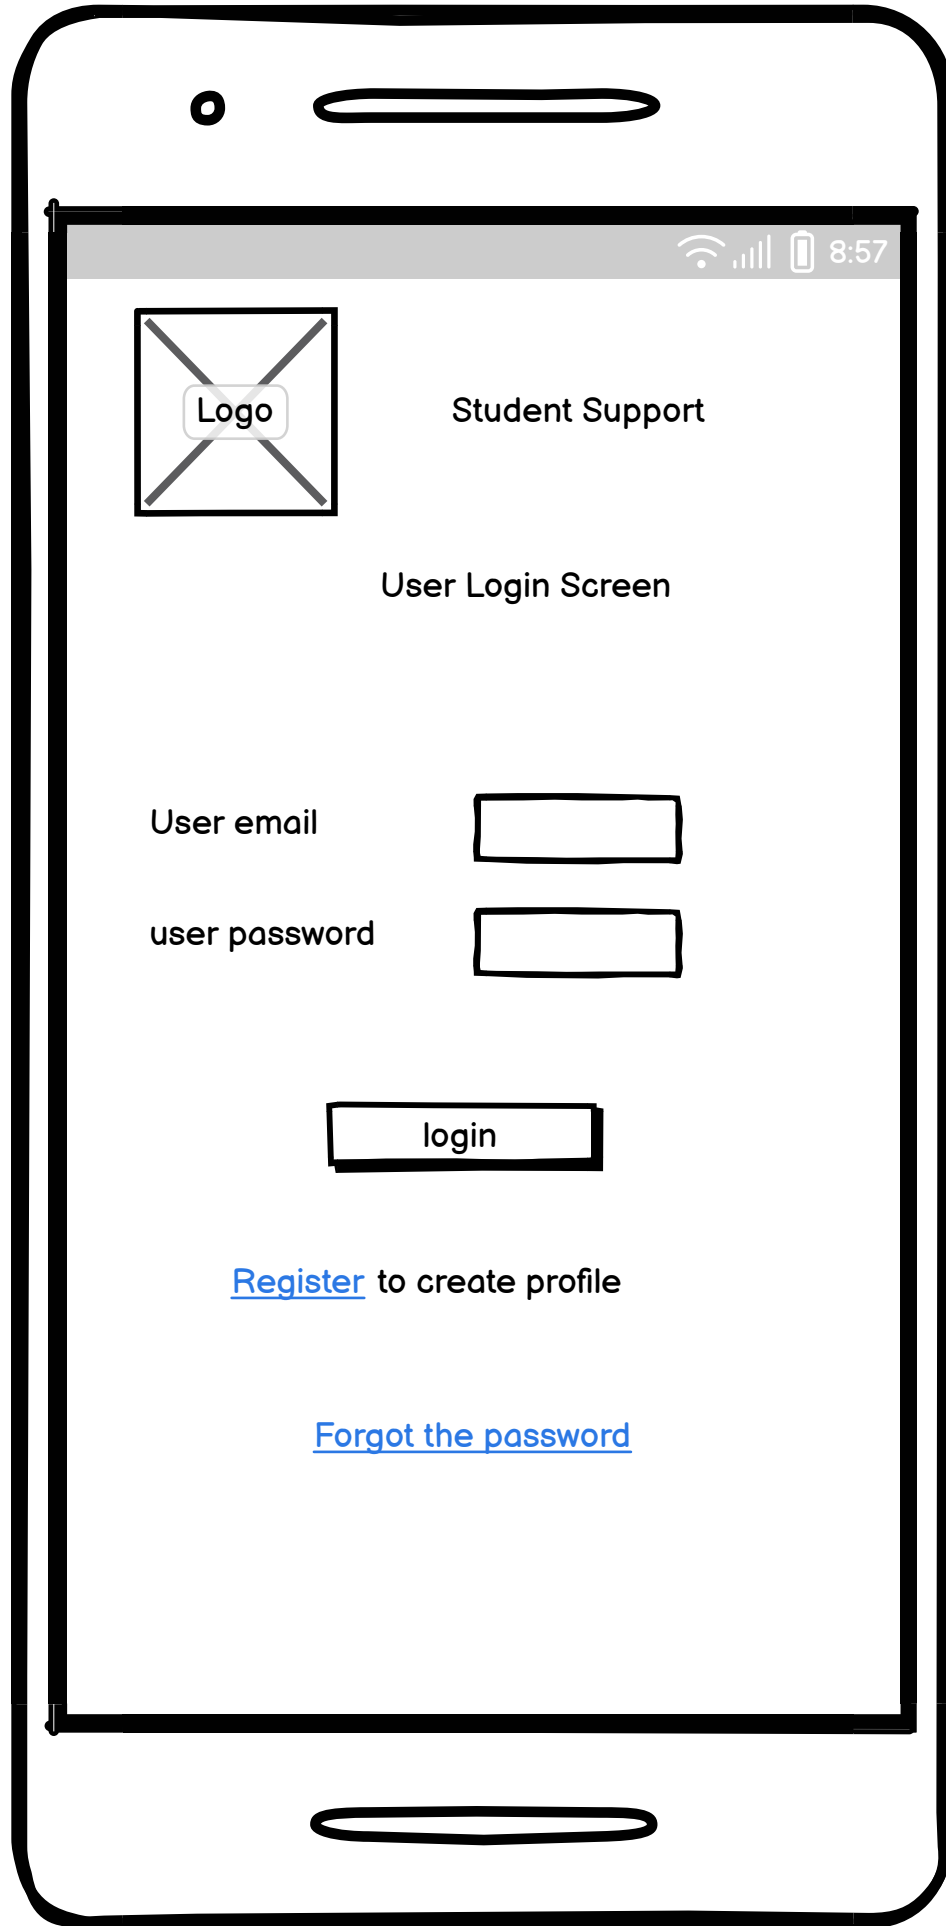 8:57
Logo
Student Support
User Login Screen
User email
user password
login
Register to create profile
Forgot the password